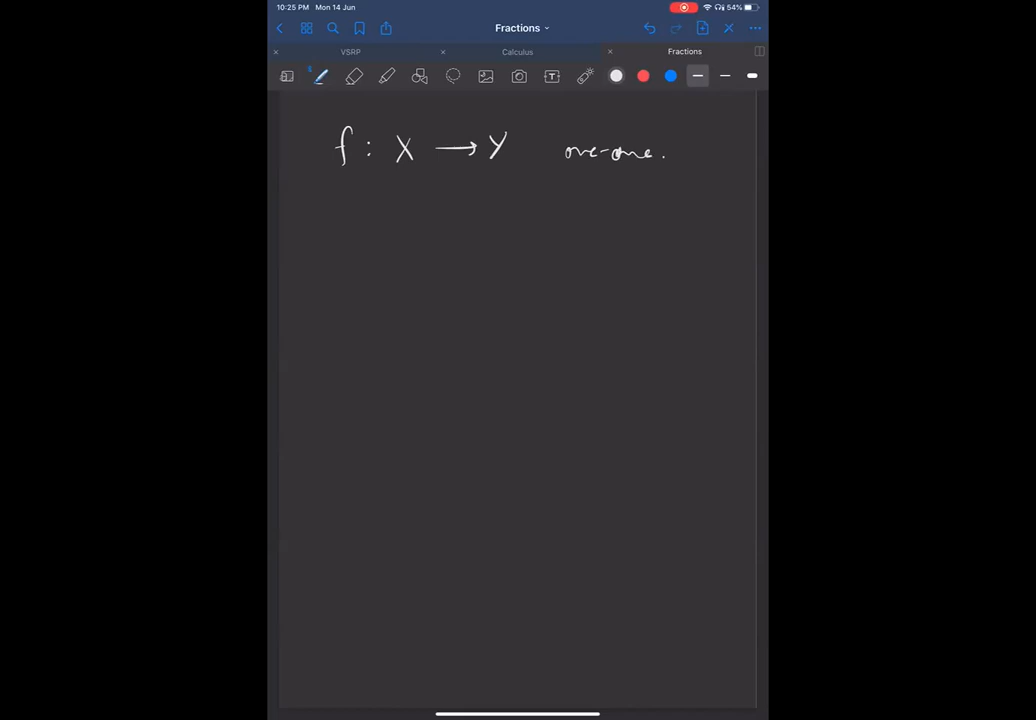 10:25 PM Mon 14 Jun 54%
Fractions
VSRP Calculus Fractions
f : X ⟶ Y one-one.